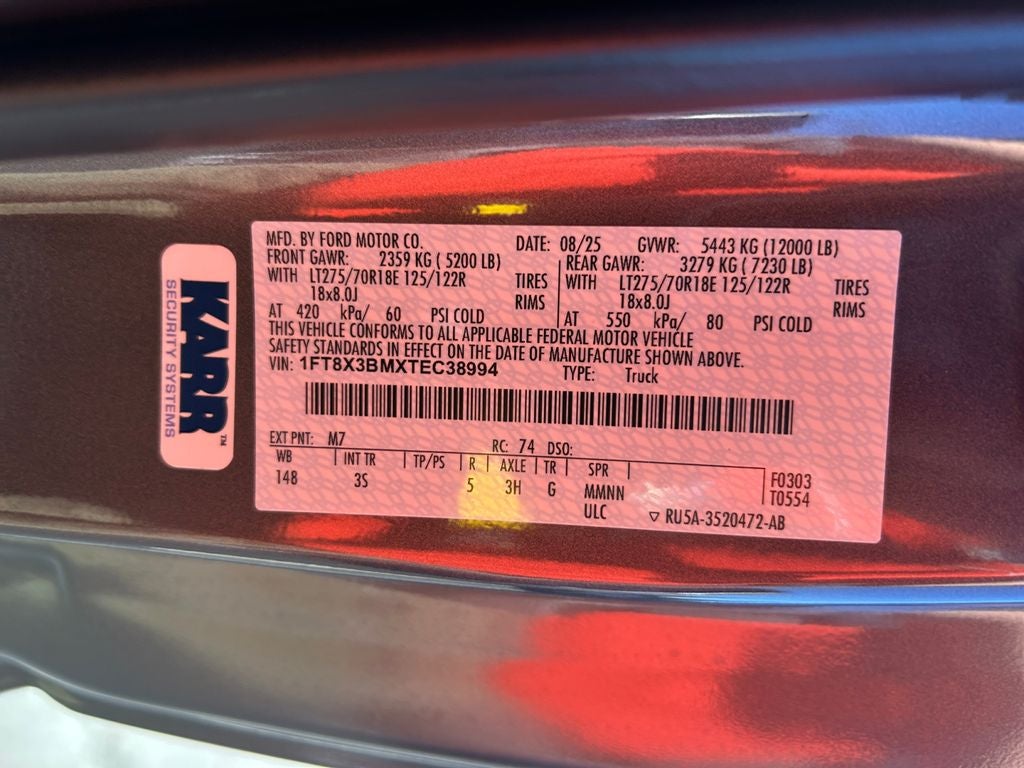 KARR™
SECURITY SYSTEMS
MFD. BY FORD MOTOR CO. DATE: 08/25 GVWR: 5443 KG (12000 LB)
FRONT GAWR: 2359 KG ( 5200 LB) REAR GAWR: 3279 KG ( 7230 LB)
WITH LT275/70R18E 125/122R TIRES WITH LT275/70R18E 125/122R TIRES
18x8.0J RIMS 18x8.0J RIMS
AT 420 kPa/ 60 PSI COLD AT 550 kPa/ 80 PSI COLD
THIS VEHICLE CONFORMS TO ALL APPLICABLE FEDERAL MOTOR VEHICLE
SAFETY STANDARDS IN EFFECT ON THE DATE OF MANUFACTURE SHOWN ABOVE.
VIN: 1FT8X3BMXTEC38994 TYPE: Truck
EXT PNT: M7 RC: 74 DSO:
WB INT TR TP/PS R AXLE TR SPR
148 3S 5 3H G MMNN F0303
ULC T0554
▽ RU5A-3520472-AB